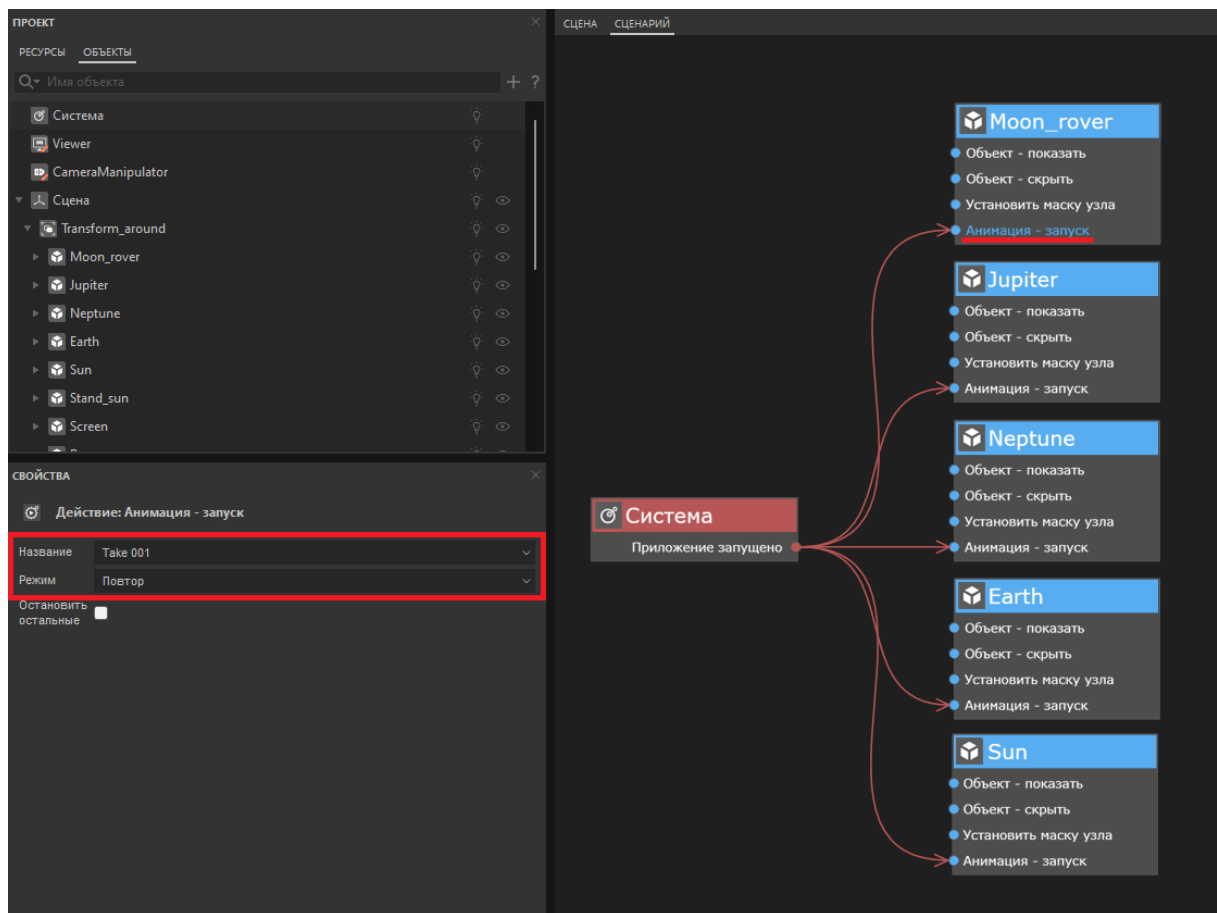 ПРОЕКТ
РЕСУРСЫ ОБЪЕКТЫ
Имя объекта
Система
Viewer
CameraManipulator
Сцена
Transform_around
Moon_rover
Jupiter
Neptune
Earth
Sun
Stand_sun
Screen
СВОЙСТВА
Действие: Анимация - запуск
Название Take 001
Режим Повтор
Остановить
остальные
СЦЕНА СЦЕНАРИЙ
Система
Приложение запущено
Moon_rover
Объект - показать
Объект - скрыть
Установить маску узла
Анимация - запуск
Jupiter
Объект - показать
Объект - скрыть
Установить маску узла
Анимация - запуск
Neptune
Объект - показать
Объект - скрыть
Установить маску узла
Анимация - запуск
Earth
Объект - показать
Объект - скрыть
Установить маску узла
Анимация - запуск
Sun
Объект - показать
Объект - скрыть
Установить маску узла
Анимация - запуск